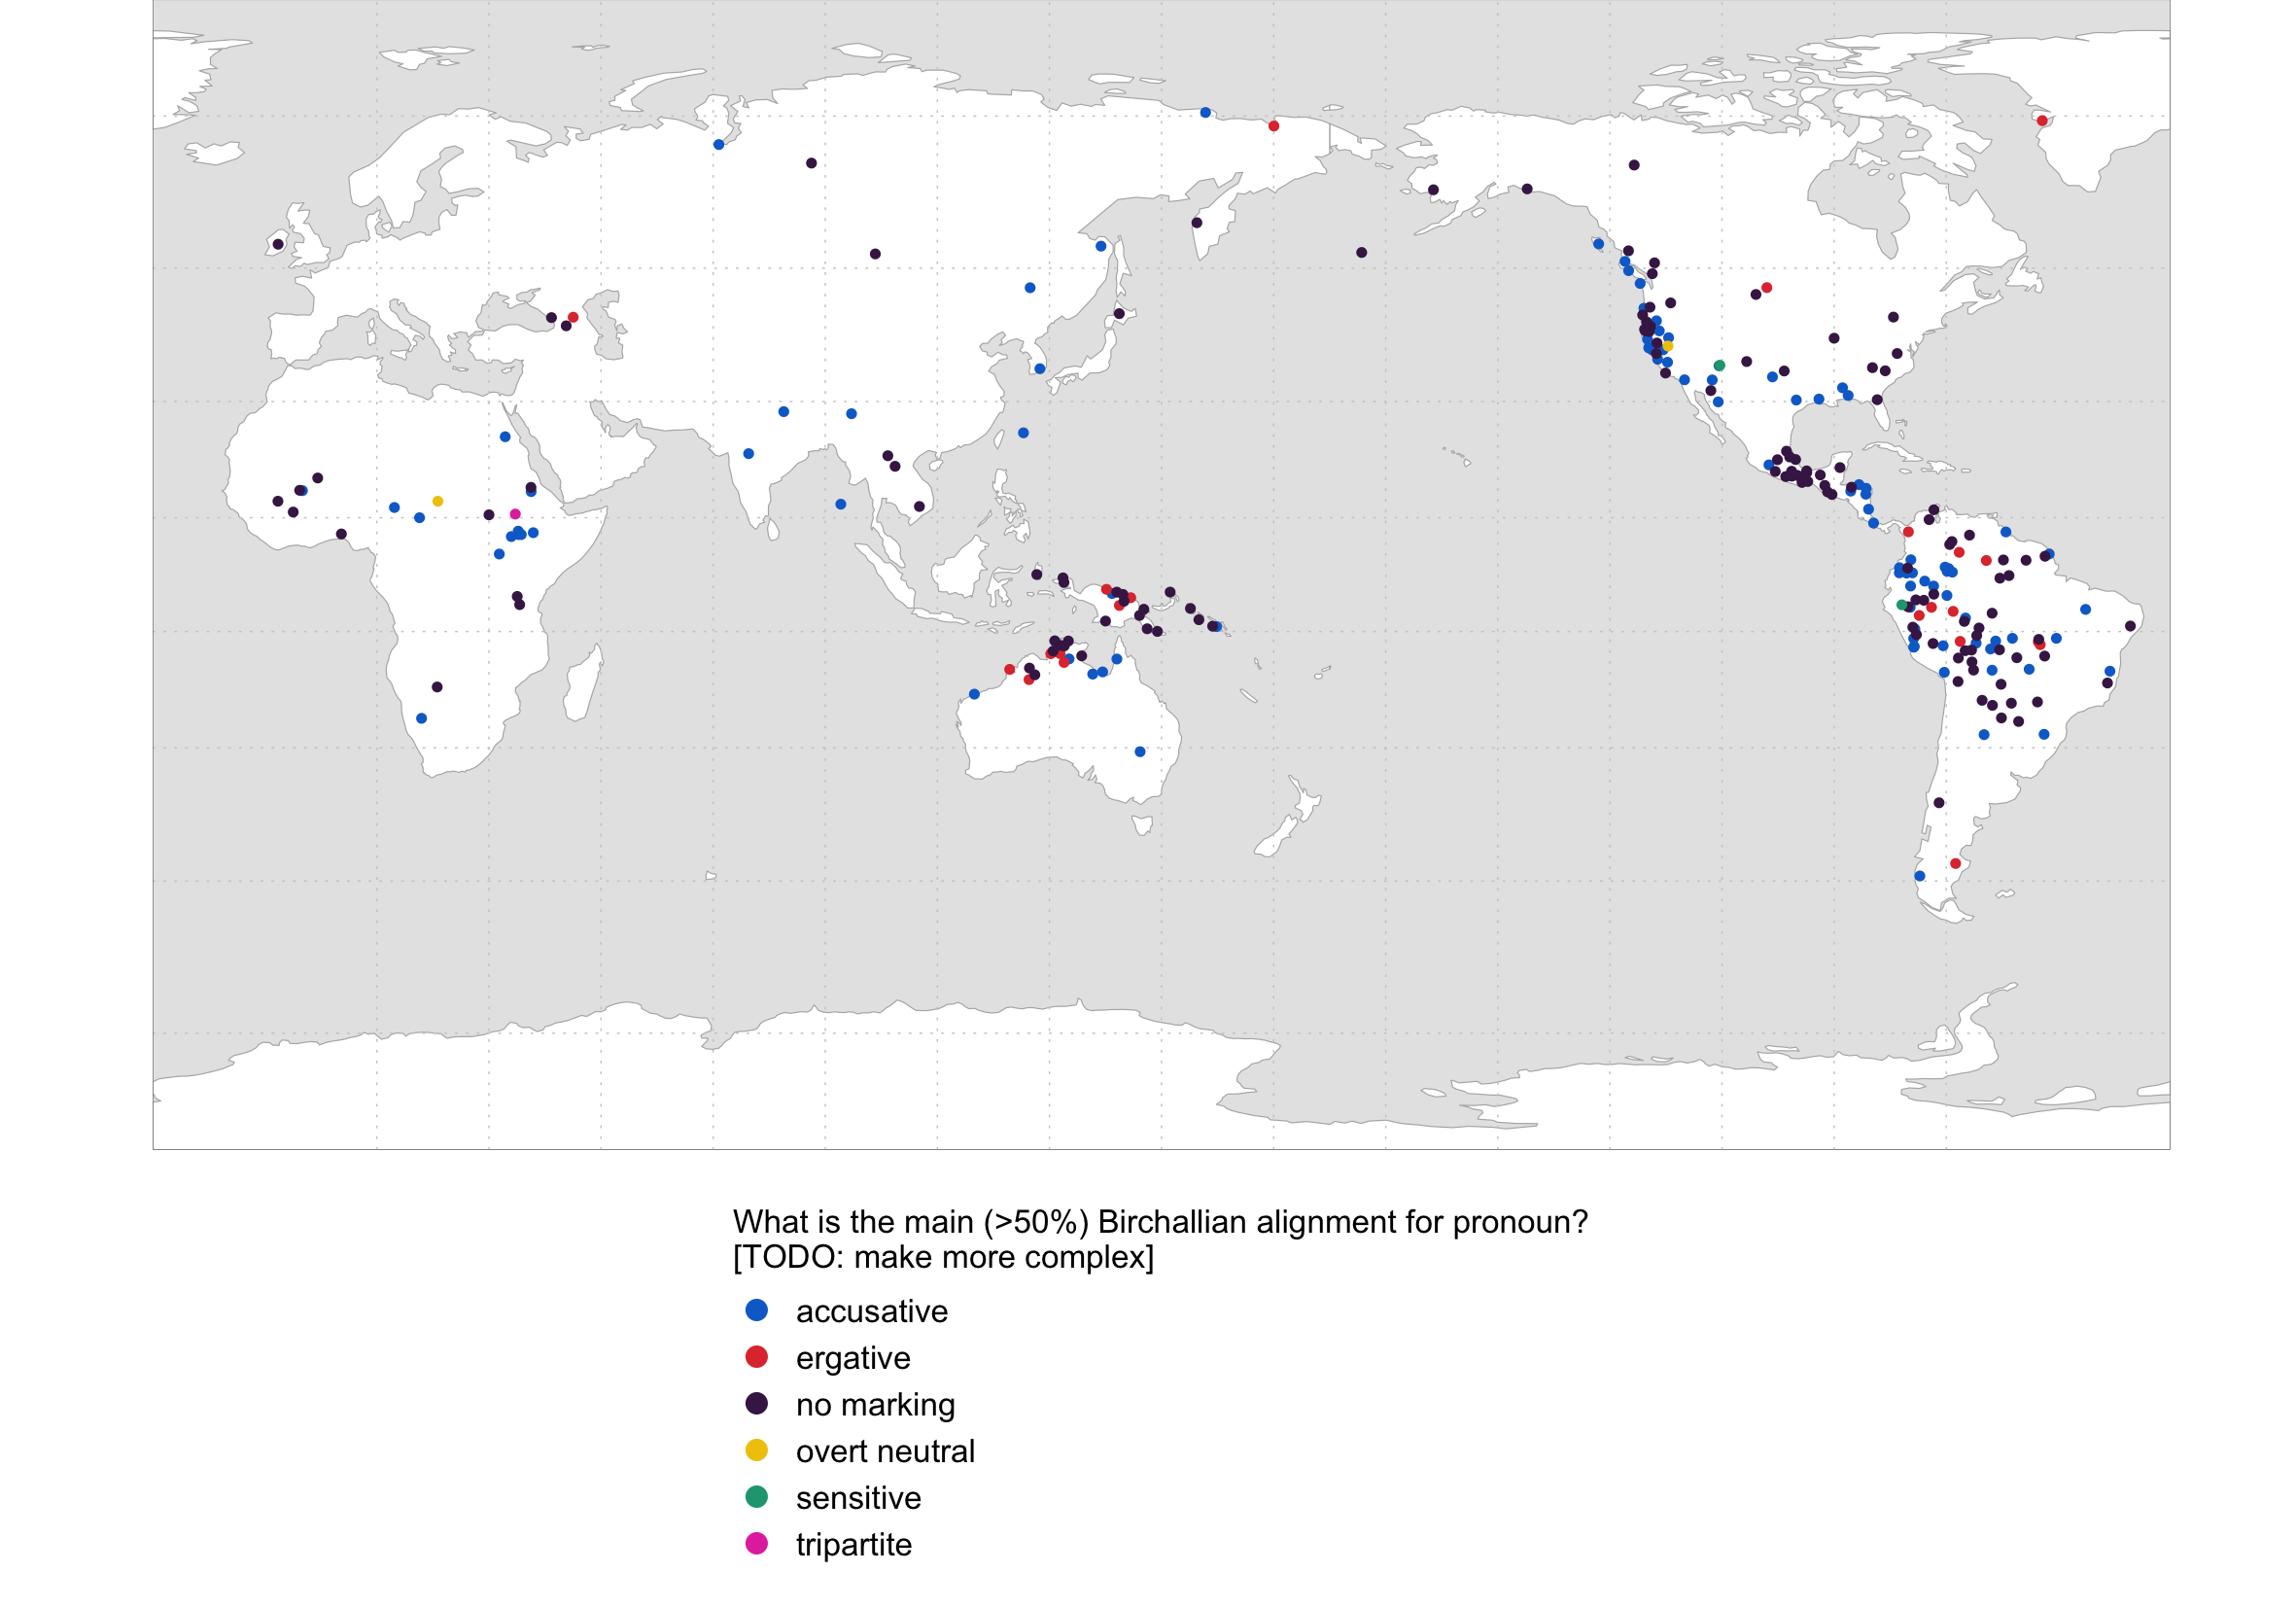 What is the main (>50%) Birchallian alignment for pronoun?
[TODO: make more complex]
accusative
ergative
no marking
overt neutral
sensitive
tripartite